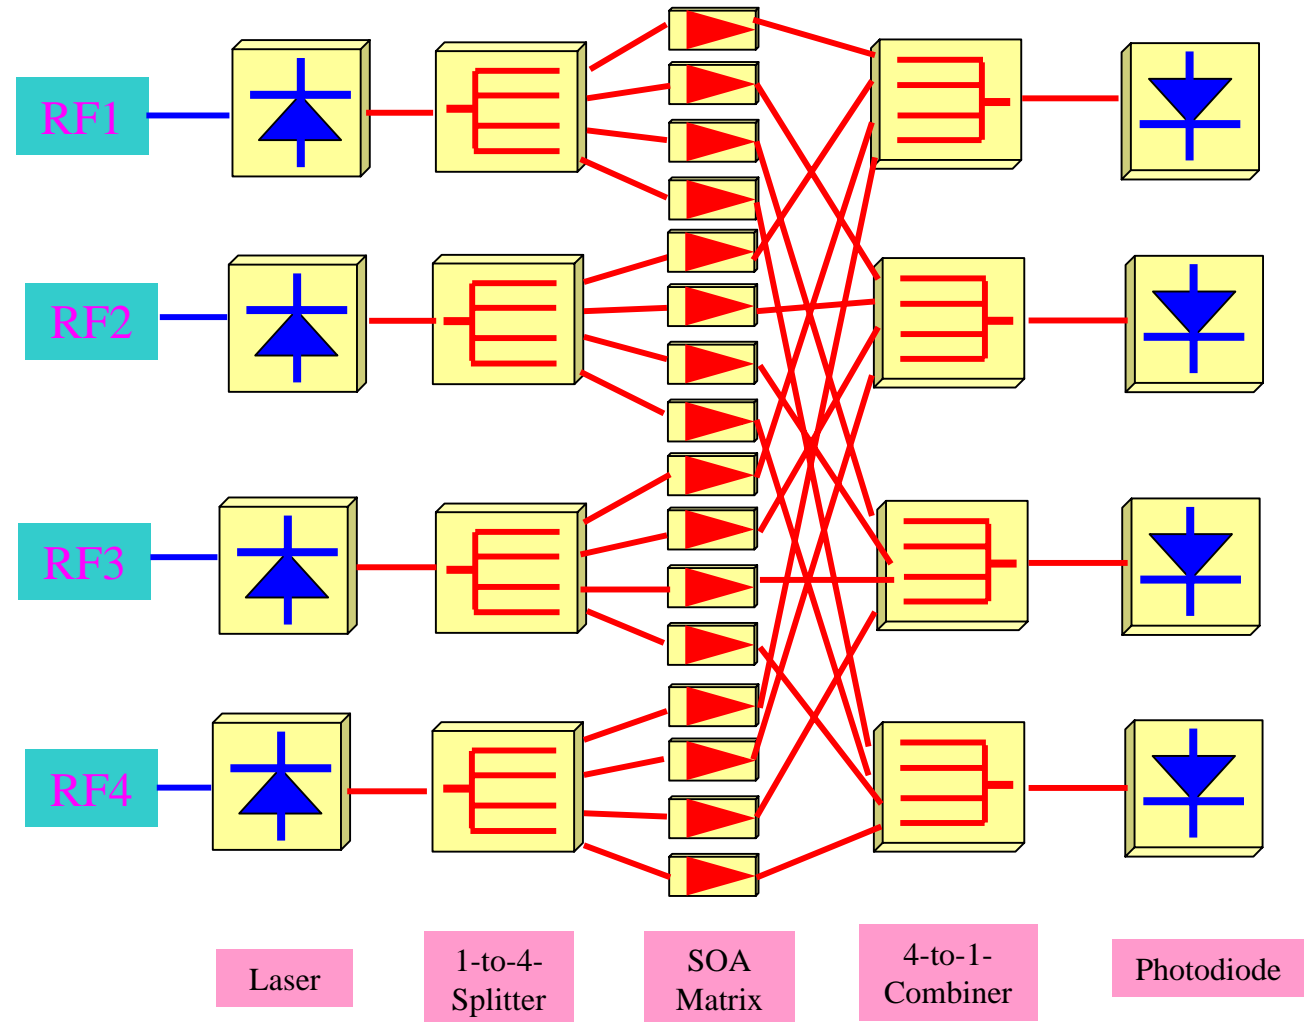 RF1
RF2
RF3
RF4
Laser
1-to-4-
Splitter
SOA
Matrix
4-to-1-
Combiner
Photodiode